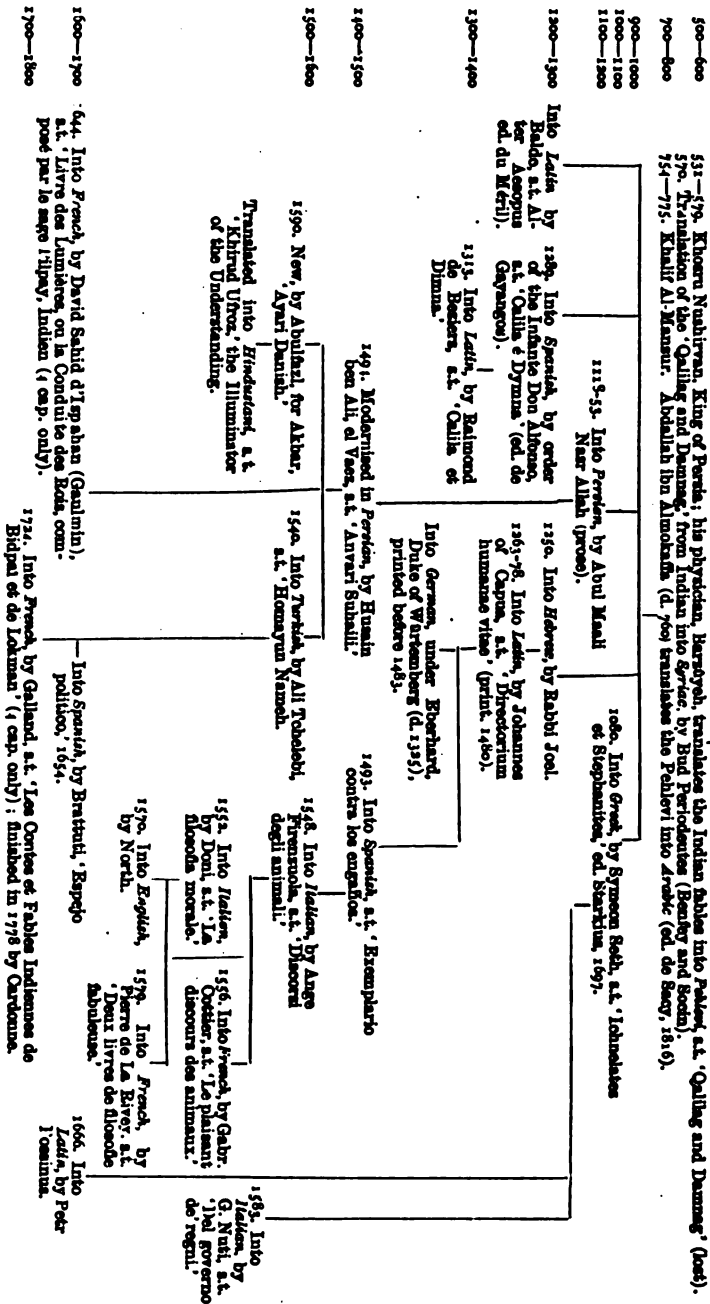 500—600
700—800
900—1000
1000—1100
1100—1200
1200—1300
1300—1400
1400—1500
1500—1600
1600—1700
1700—1800
531—579. Khosru Nushirvan, King of Persia; his physician, Barzûyeh, translates the Indian fables into Pehlevi, s.t. 'Qalilag and Damnag' (lost).
570. Translation of the 'Qalilag and Damnag,' from Indian into Syriac, by Bud Periodeutes (Benfey and Socin).
754—775. Khalif Al-Mansur. Abdallah ibn Almokaffa (d. 760) translates the Pehlevi into Arabic (ed. de Sacy, 1816).
1080. Into Greek, by Symeon Seth, s.t. 'Ichnelates
et Stephanites,' ed. Starkius, 1697.
1118-53. Into Persian, by Abul Maali
Nasr Allah (prose).
Into Latin by
Baldo, s.t. Al-
ter Aesopus
ed. du Méril).
1289. Into Spanish, by order
of the Infante Don Alfonso,
s.t. 'Calila é Dymna' (ed. de
Gayangos).
1250. Into Hebrew, by Rabbi Joel.
1263-78. Into Latin, by Johannes
of Capua, s.t. 'Directorium
humanae vitae' (print. 1480).
1313. Into Latin, by Raimond
de Beziers, s.t. 'Calila et
Dimna.'
Into German, under Eberhard,
Duke of Wurtemberg (d. 1325),
printed before 1483.
1494. Modernised in Persian, by Husain
ben Ali, el Vaez, s.t. 'Anvari Suhaili.'
1493. Into Spanish, s.t. 'Exemplario
contra los engaños.'
1590. New, by Abulfazl, for Akbar,
'Ayari Danish.'
Translated into Hindustani, s.t.
'Khirud Ufroz,' the Illuminator
of the Understanding.
1540. Into Turkish, by Ali Tchelebi,
s.t. 'Homayun Nameh.
1548. Into Italian, by Ange
Firenzuola, s.t. 'Discorsi
degli animali.'
1552. Into Italian,
by Doni, s.t. 'La
filosofia morale.'
1556. Into French, by Gabr.
Cottier, s.t. 'Le plaisant
discours des animaux.'
1570. Into English,
by North.
1579. Into French, by
Pierre de La Rivey. s.t.
'Deux livres de filosofie
fabuleuse.'
1583. Into
Italian, by
G. Nuti, s.t.
'Del governo
de' regni.'
1644. Into French, by David Sahid d'Ispahan (Gaulmin),
s.t. 'Livre des Lumières, ou la Conduite des Rois, com-
posé par le sage Pilpay, Indien (4 cap. only).
Into Spanish, by Brattuti, 'Espejo
politico,' 1654.
1666. Into
Latin, by Petr
Possinus.
1724. Into French, by Galland, s.t. 'Les Contes et Fables Indiennes de
Bidpai et de Lokman' (4 cap. only); finished in 1778 by Cardonne.